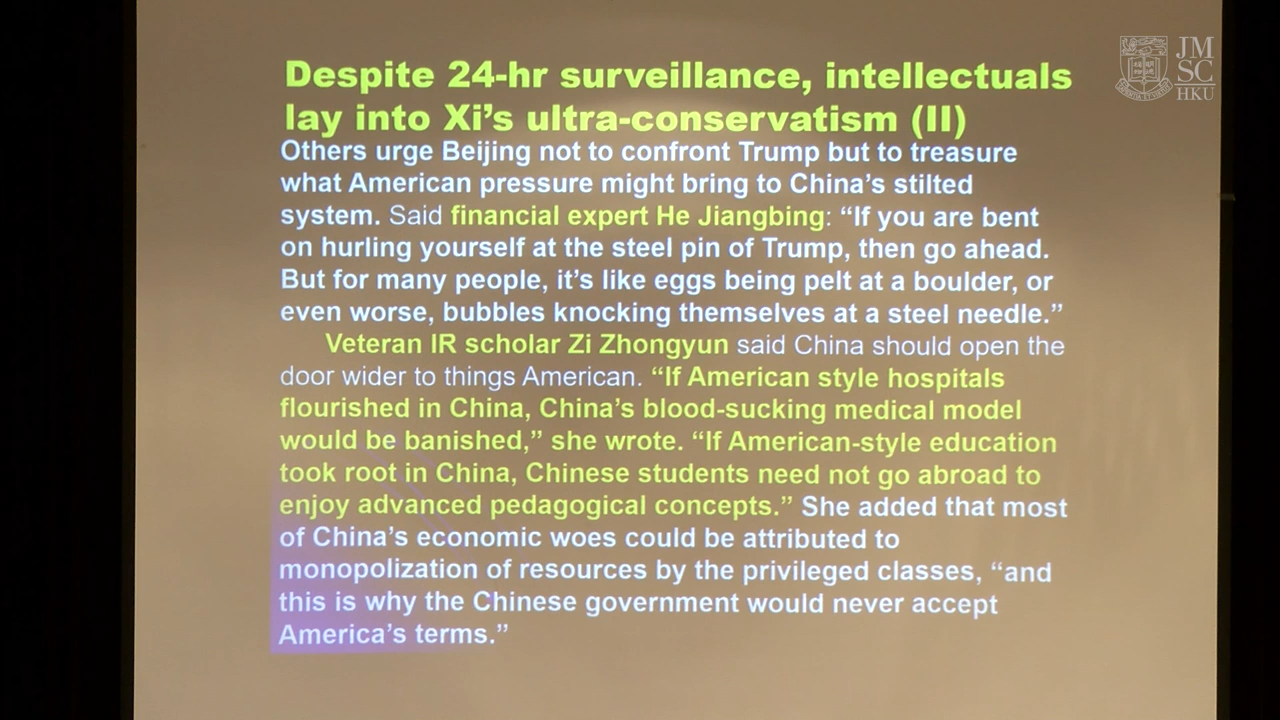 Despite 24-hr surveillance, intellectuals
lay into Xi's ultra-conservatism (II)
Others urge Beijing not to confront Trump but to treasure
what American pressure might bring to China's stilted
system. Said financial expert He Jiangbing: “If you are bent
on hurling yourself at the steel pin of Trump, then go ahead.
But for many people, it's like eggs being pelt at a boulder, or
even worse, bubbles knocking themselves at a steel needle.”
Veteran IR scholar Zi Zhongyun said China should open the
door wider to things American. “If American style hospitals
flourished in China, China's blood-sucking medical model
would be banished,” she wrote. “If American-style education
took root in China, Chinese students need not go abroad to
enjoy advanced pedagogical concepts.” She added that most
of China's economic woes could be attributed to
monopolization of resources by the privileged classes, “and
this is why the Chinese government would never accept
America's terms.”
JM
SC
HKU